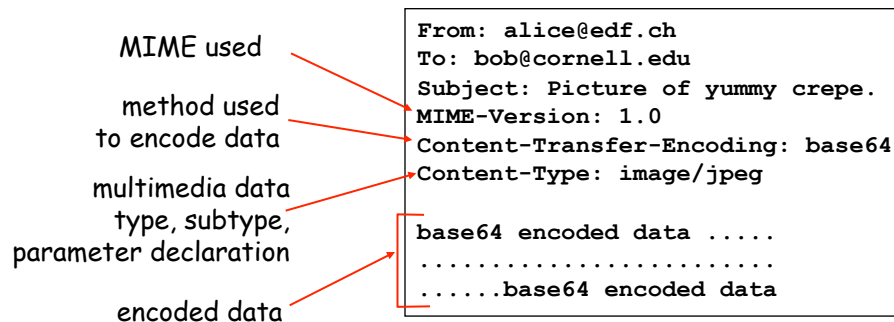 MIME used
method used
to encode data
multimedia data
type, subtype,
parameter declaration
encoded data
From: alice@edf.ch
To: bob@cornell.edu
Subject: Picture of yummy crepe.
MIME-Version: 1.0
Content-Transfer-Encoding: base64
Content-Type: image/jpeg
base64 encoded data .....
.........................
......base64 encoded data